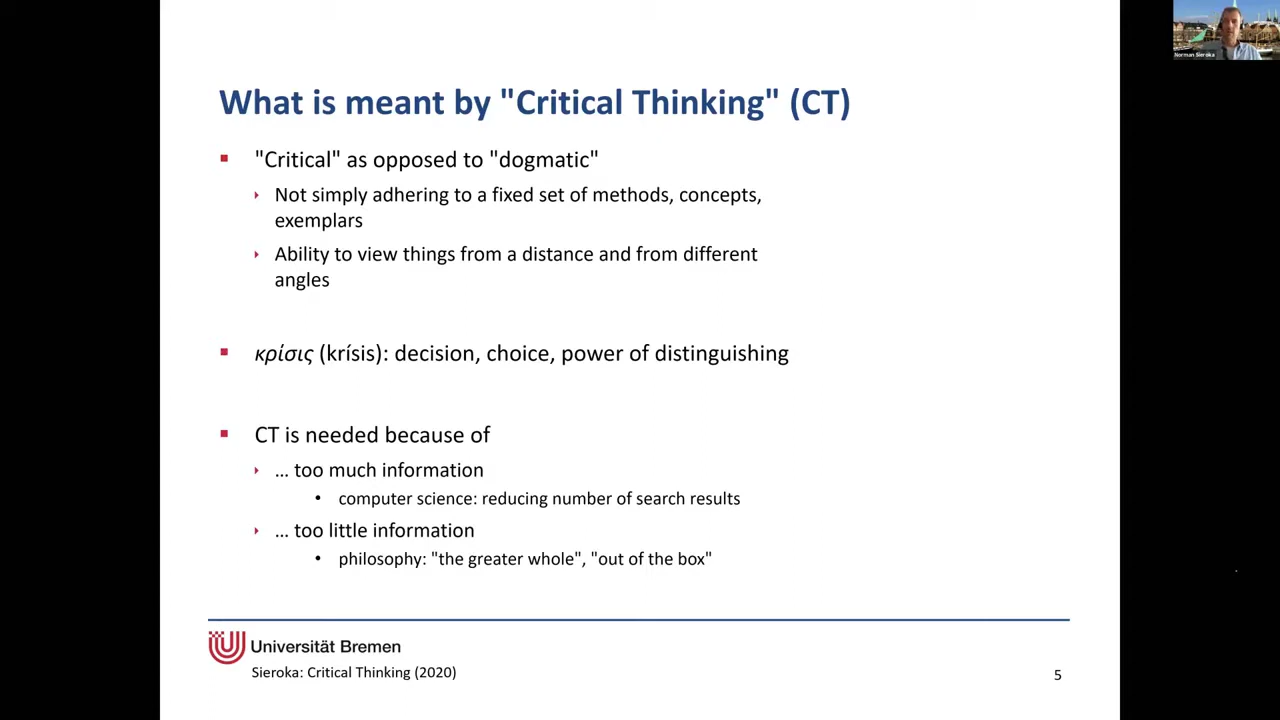 Norman Sieroka
What is meant by "Critical Thinking" (CT)
"Critical" as opposed to "dogmatic"
Not simply adhering to a fixed set of methods, concepts,
exemplars
Ability to view things from a distance and from different
angles
κρίσις (krísis): decision, choice, power of distinguishing
CT is needed because of
... too much information
computer science: reducing number of search results
... too little information
philosophy: "the greater whole", "out of the box"
Universität Bremen
Sieroka: Critical Thinking (2020)
5